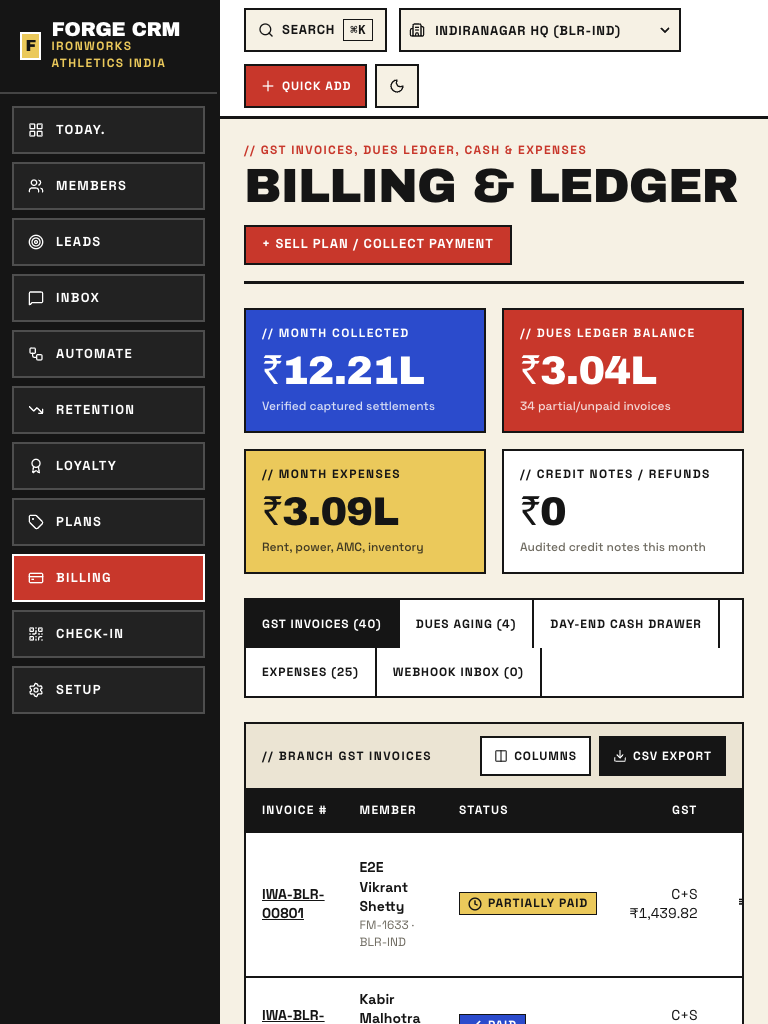 F
FORGE CRM
IRONWORKS
ATHLETICS INDIA
TODAY.
MEMBERS
LEADS
INBOX
AUTOMATE
RETENTION
LOYALTY
PLANS
BILLING
CHECK-IN
SETUP
SEARCH ⌘K
INDIRANAGAR HQ (BLR-IND)
QUICK ADD
// GST INVOICES, DUES LEDGER, CASH & EXPENSES
BILLING & LEDGER
+ SELL PLAN / COLLECT PAYMENT
// MONTH COLLECTED
₹12.21L
Verified captured settlements
// DUES LEDGER BALANCE
₹3.04L
34 partial/unpaid invoices
// MONTH EXPENSES
₹3.09L
Rent, power, AMC, inventory
// CREDIT NOTES / REFUNDS
₹0
Audited credit notes this month
GST INVOICES (40) DUES AGING (4) DAY-END CASH DRAWER
EXPENSES (25) WEBHOOK INBOX (0)
// BRANCH GST INVOICES
COLUMNS
CSV EXPORT
INVOICE # MEMBER STATUS GST
IWA-BLR-
00801
E2E
Vikrant
Shetty
FM-1633 ·
BLR-IND
PARTIALLY PAID
C+S
₹1,439.82
IWA-BLR-
Kabir
Malhotra
PAID
C+S